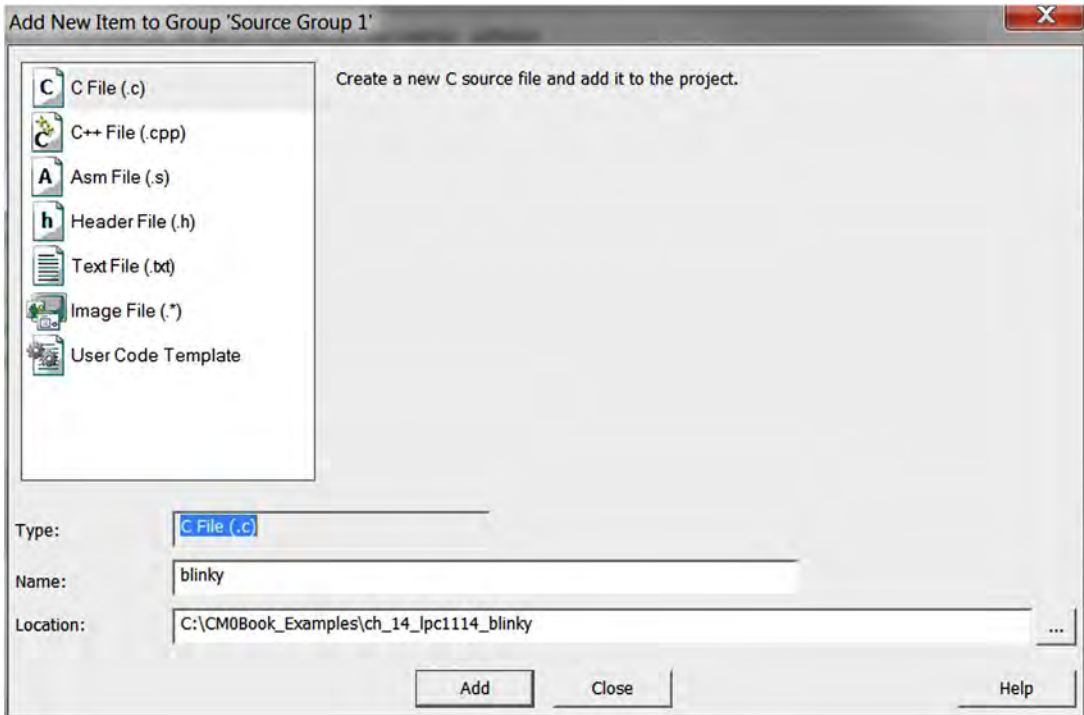 Add New Item to Group 'Source Group 1'
X
C C File (.c)
C C++ File (.cpp)
A Asm File (.s)
h Header File (.h)
Text File (.txt)
Image File (.*)
User Code Template
Create a new C source file and add it to the project.
Type: C File (.c)
Name: blinky
Location: C:\CM0Book_Examples\ch_14_lpc1114_blinky ...
Add Close Help